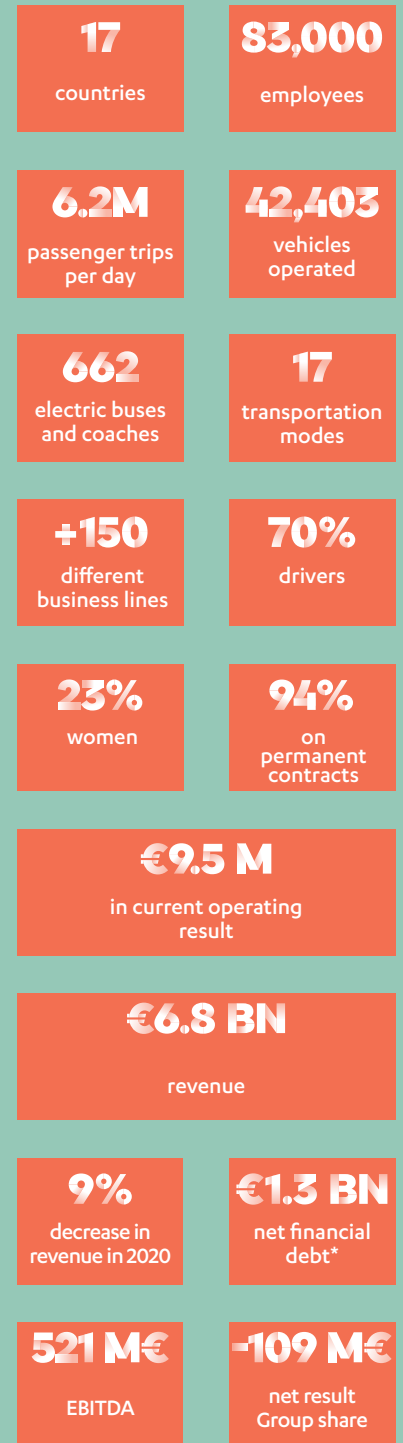 17
countries
83,000
employees
6.2M
passenger trips
per day
42,403
vehicles
operated
662
electric buses
and coaches
17
transportation
modes
+150
different
business lines
70%
drivers
23%
women
94%
on
permanent
contracts
€9.5 M
in current operating
result
€6.8 BN
revenue
9%
decrease in
revenue in 2020
€1.3 BN
net financial
debt*
521 M€
EBITDA
-109 M€
net result
Group share